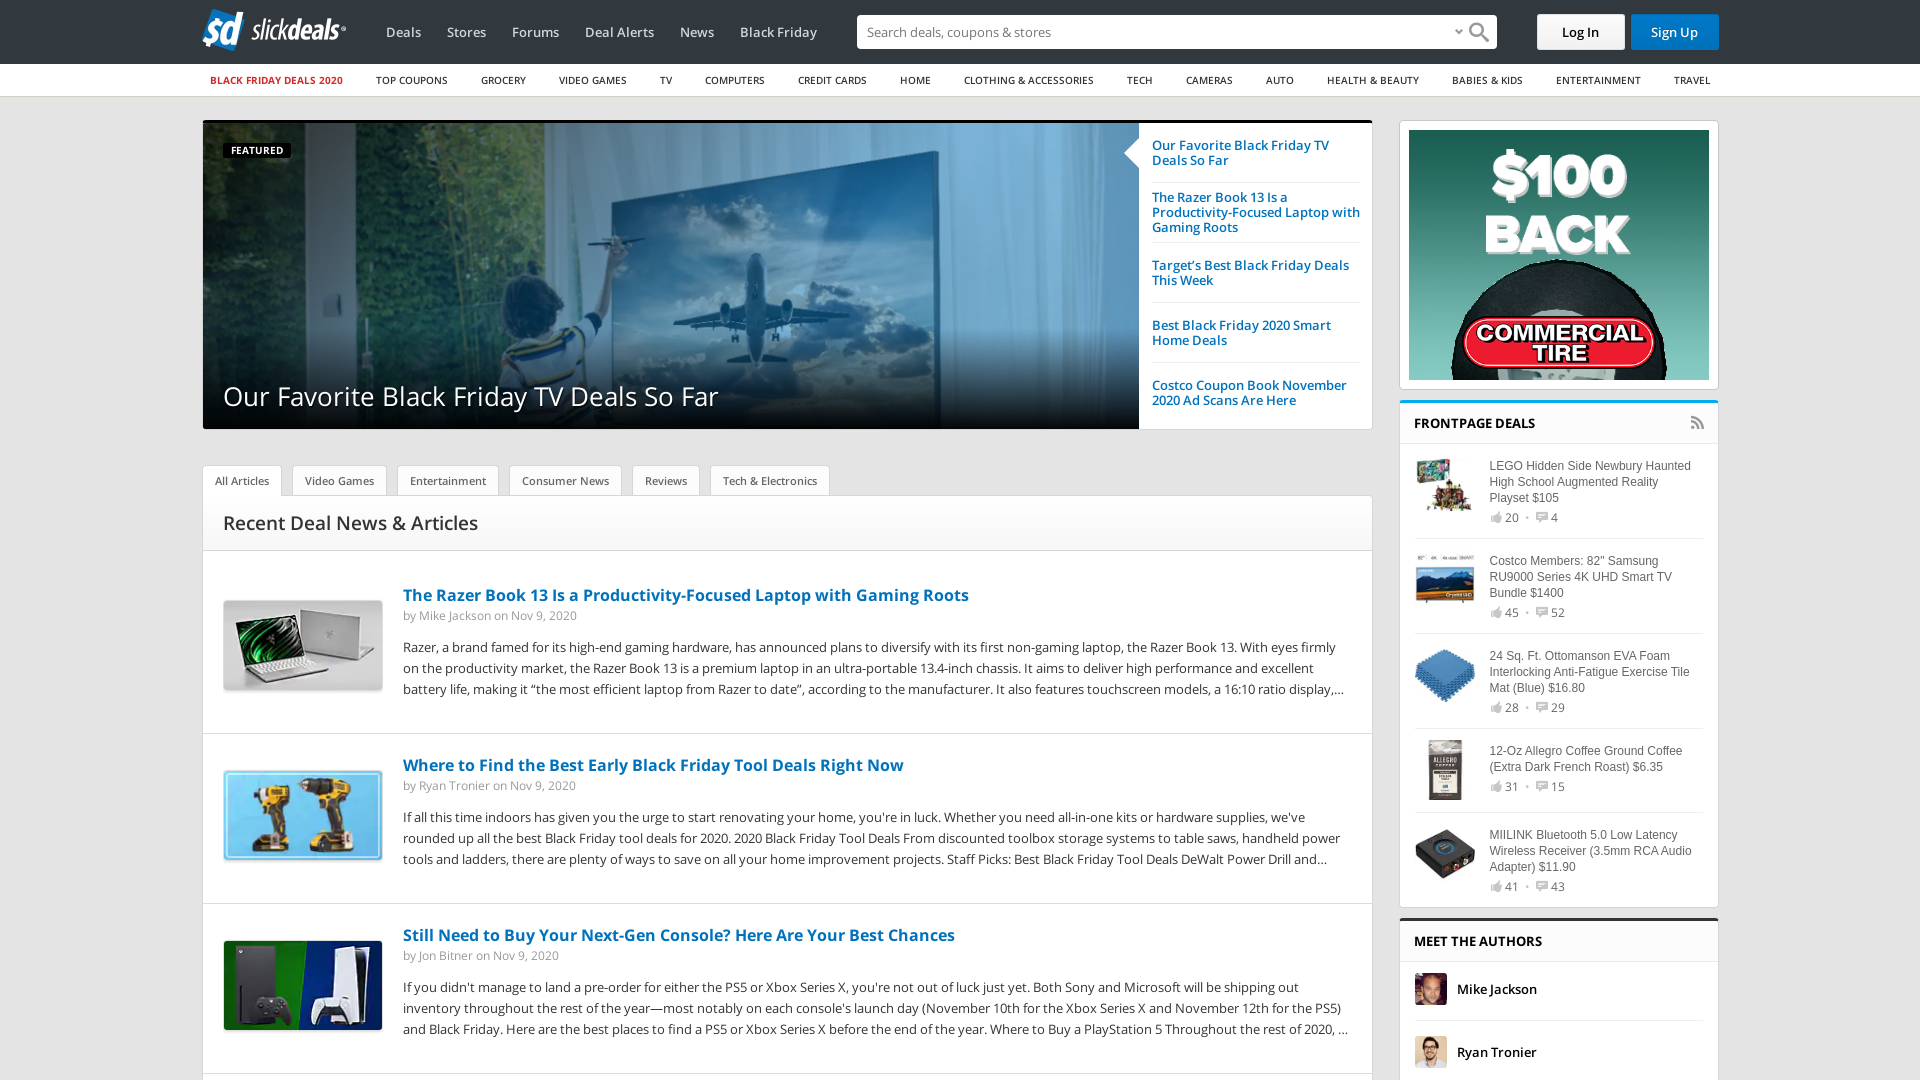 slickdeals
Deals
Stores
Forums
Deal Alerts
News
Black Friday
Search deals, coupons & stores
Log In
Sign Up
BLACK FRIDAY DEALS 2020
TOP COUPONS
GROCERY
VIDEO GAMES
TV
COMPUTERS
CREDIT CARDS
HOME
CLOTHING & ACCESSORIES
TECH
CAMERAS
AUTO
HEALTH & BEAUTY
BABIES & KIDS
ENTERTAINMENT
TRAVEL
FEATURED
Our Favorite Black Friday TV Deals So Far
Our Favorite Black Friday TV
Deals So Far
The Razer Book 13 Is a
Productivity-Focused Laptop with
Gaming Roots
Target’s Best Black Friday Deals
This Week
Best Black Friday 2020 Smart
Home Deals
Costco Coupon Book November
2020 Ad Scans Are Here
$100
BACK
COMMERCIAL
TIRE
All Articles
Video Games
Entertainment
Consumer News
Reviews
Tech & Electronics
Recent Deal News & Articles
The Razer Book 13 Is a Productivity-Focused Laptop with Gaming Roots
by Mike Jackson on Nov 9, 2020
Razer, a brand famed for its high-end gaming hardware, has announced plans to diversify with its first non-gaming laptop, the Razer Book 13. With eyes firmly
on the productivity market, the Razer Book 13 is a premium laptop in an ultra-portable 13.4-inch chassis. It aims to deliver high performance and excellent
battery life, making it “the most efficient laptop from Razer to date”, according to the manufacturer. It also features touchscreen models, a 16:10 ratio display,...
Where to Find the Best Early Black Friday Tool Deals Right Now
by Ryan Tronier on Nov 9, 2020
If all this time indoors has given you the urge to start renovating your home, you're in luck. Whether you need all-in-one kits or hardware supplies, we've
rounded up all the best Black Friday tool deals for 2020. 2020 Black Friday Tool Deals From discounted toolbox storage systems to table saws, handheld power
tools and ladders, there are plenty of ways to save on all your home improvement projects. Staff Picks: Best Black Friday Tool Deals DeWalt Power Drill and...
Still Need to Buy Your Next-Gen Console? Here Are Your Best Chances
by Jon Bitner on Nov 9, 2020
If you didn't manage to land a pre-order for either the PS5 or Xbox Series X, you're not out of luck just yet. Both Sony and Microsoft will be shipping out
inventory throughout the rest of the year—most notably on each console's launch day (November 10th for the Xbox Series X and November 12th for the PS5)
and Black Friday. Here are the best places to find a PS5 or Xbox Series X before the end of the year. Where to Buy a PlayStation 5 Throughout the rest of 2020, ...
FRONTPAGE DEALS
LEGO Hidden Side Newbury Haunted
High School Augmented Reality
Playset $105
20 • 4
Costco Members: 82" Samsung
RU9000 Series 4K UHD Smart TV
Bundle $1400
45 • 52
24 Sq. Ft. Ottomanson EVA Foam
Interlocking Anti-Fatigue Exercise Tile
Mat (Blue) $16.80
28 • 29
ALLEGRO
12-Oz Allegro Coffee Ground Coffee
(Extra Dark French Roast) $6.35
31 • 15
MIILINK Bluetooth 5.0 Low Latency
Wireless Receiver (3.5mm RCA Audio
Adapter) $11.90
41 • 43
MEET THE AUTHORS
Mike Jackson
Ryan Tronier